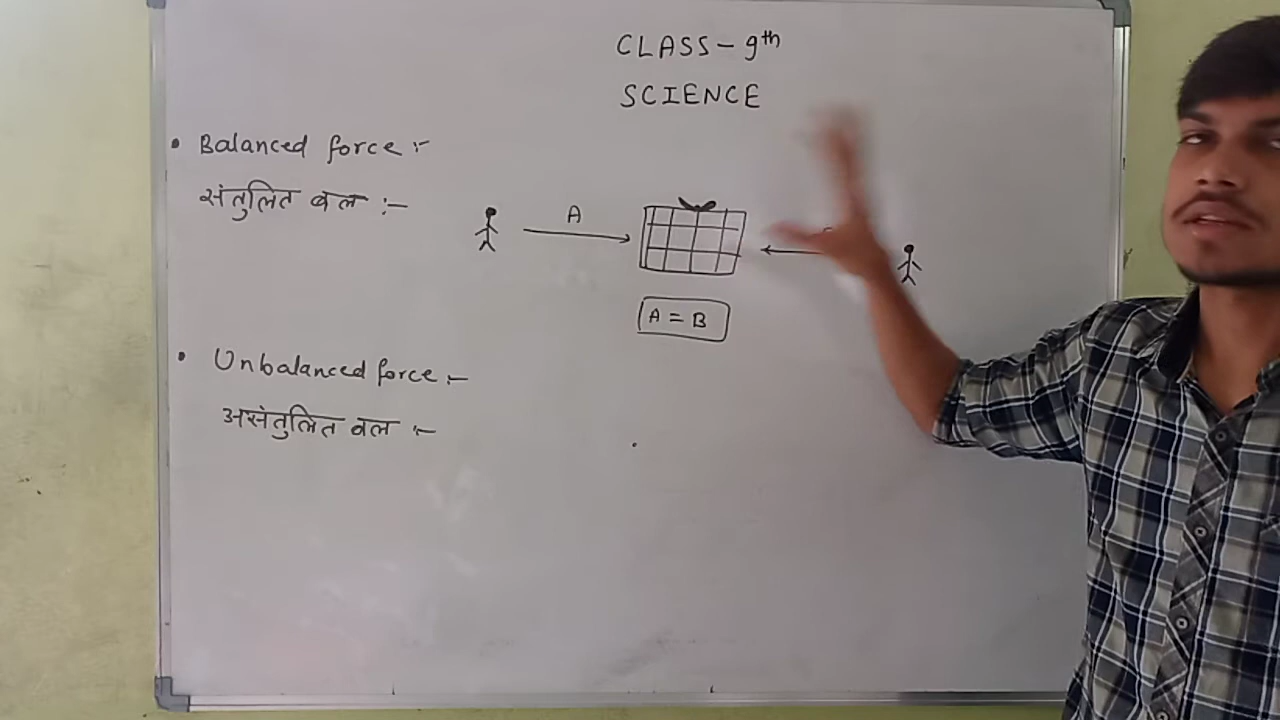 CLASS - 9th
SCIENCE
• Balanced force :-
संतुलित बल :-
A
A = B
• Unbalanced force :-
असंतुलित बल :-